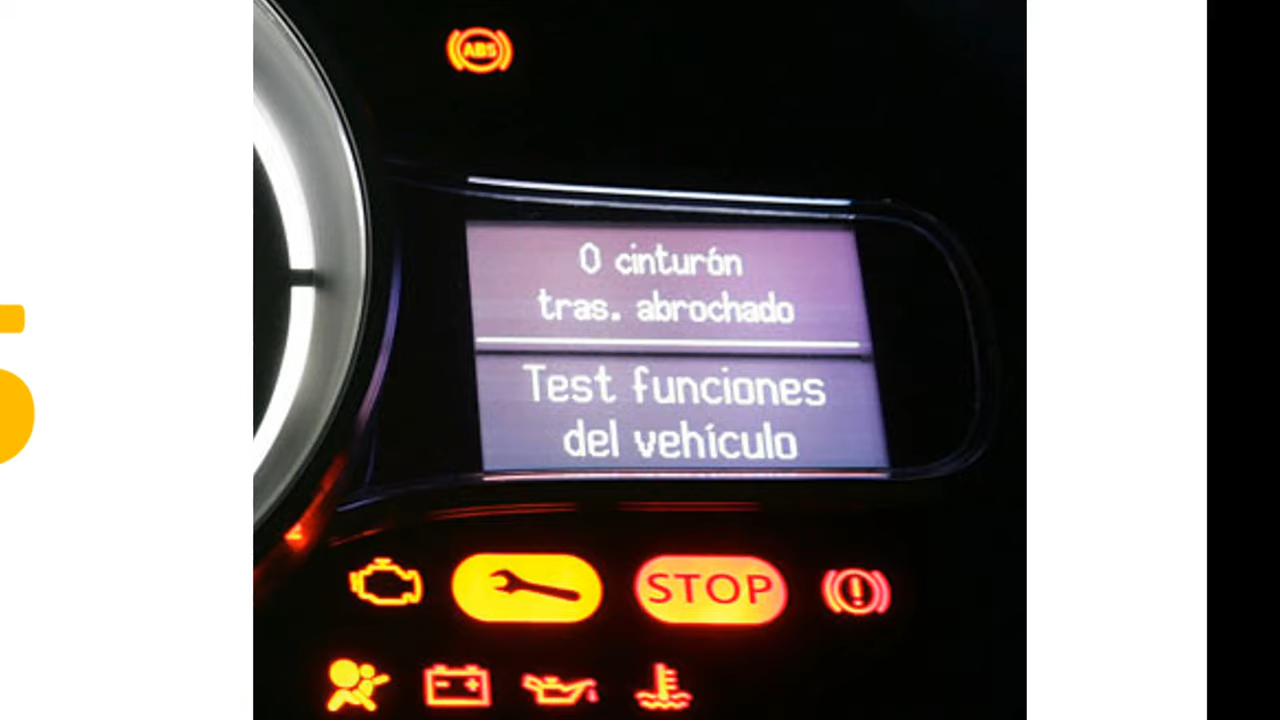 ABS
0 cinturón
tras. abrochado
Test funciones
del vehículo
STOP